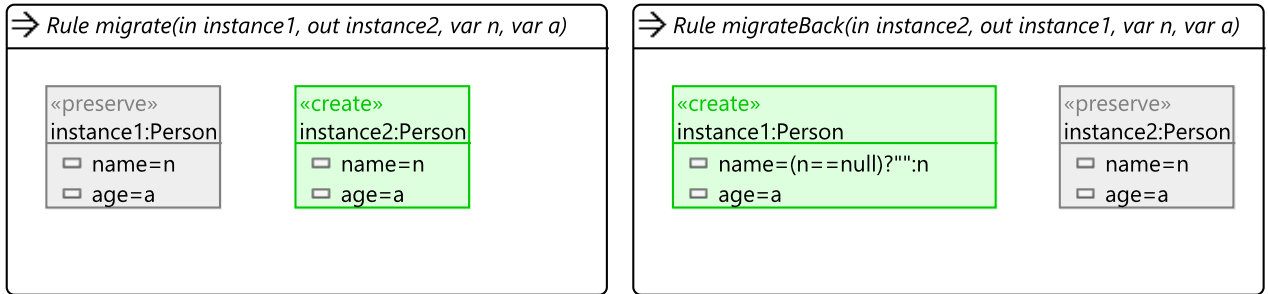 Rule migrate(in instance1, out instance2, var n, var a)
«preserve»
instance1:Person
name=n
age=a
«create»
instance2:Person
name=n
age=a
Rule migrateBack(in instance2, out instance1, var n, var a)
«create»
instance1:Person
name=(n==null)?"":n
age=a
«preserve»
instance2:Person
name=n
age=a